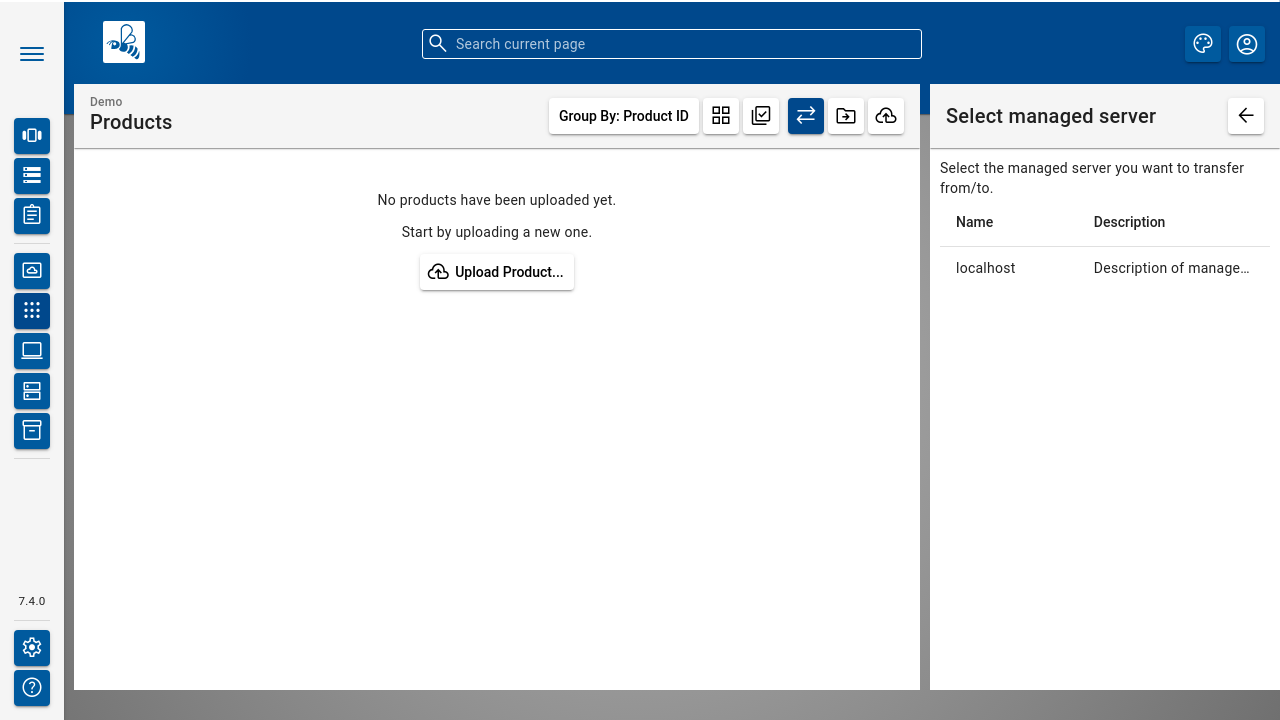 Search current page
Demo
Products
Group By: Product ID
No products have been uploaded yet.
Start by uploading a new one.
Upload Product...
Select managed server
Select the managed server you want to transfer
from/to.
Name Description
localhost Description of manage…
7.4.0